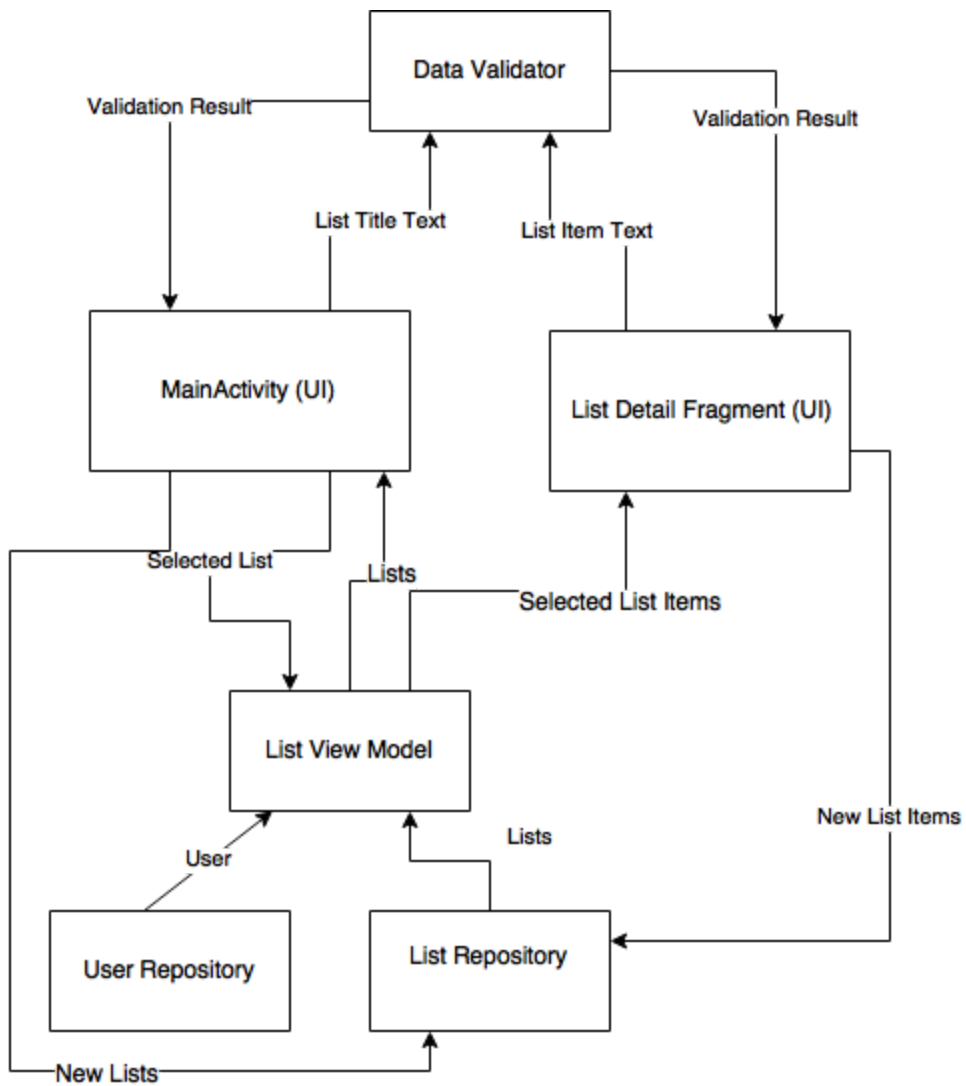 Data Validator
Validation Result
Validation Result
List Title Text
List Item Text
MainActivity (UI)
List Detail Fragment (UI)
Selected List
Lists
Selected List Items
List View Model
New List Items
Lists
User
User Repository
List Repository
New Lists